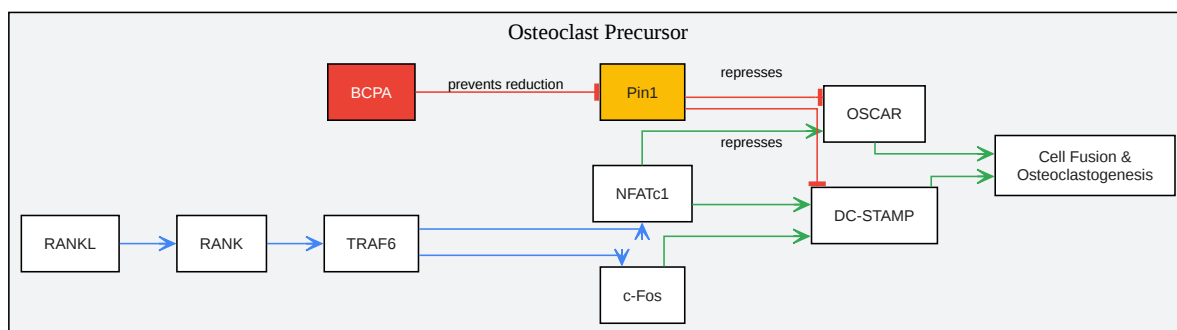 Osteoclast Precursor
BCPA
prevents reduction
Pin1
represses
OSCAR
represses
Cell Fusion &
Osteoclastogenesis
NFATc1
DC-STAMP
RANKL
RANK
TRAF6
c-Fos